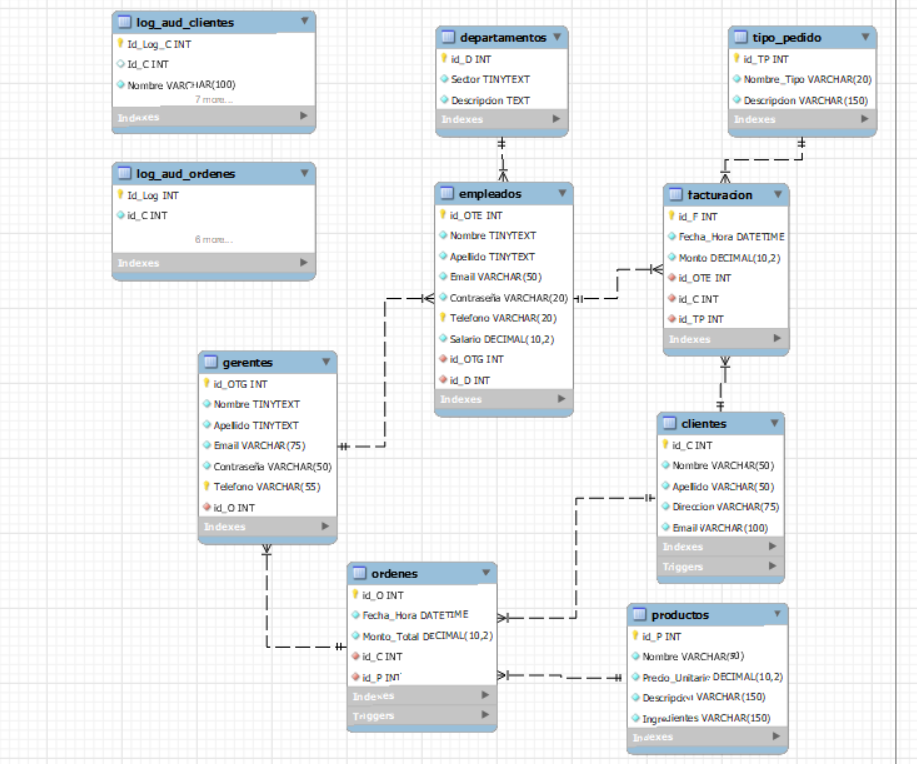 log_aud_clientes
Id_Log_C INT
Id_C INT
Nombre VARCHAR(100)
7 more...
Indexes
log_aud_ordenes
Id_Log INT
id_C INT
6 more...
Indexes
departamentos
id_D INT
Sector TINYTEXT
Descripcion TEXT
Indexes
tipo_pedido
id_TP INT
Nombre_Tipo VARCHAR(20)
Descripcion VARCHAR(150)
Indexes
empleados
id_OTE INT
Nombre TINYTEXT
Apellido TINYTEXT
Email VARCHAR(50)
Contraseña VARCHAR(20)
Telefono VARCHAR(20)
Salario DECIMAL(10,2)
id_OTG INT
id_D INT
Indexes
facturacion
id_F INT
Fecha_Hora DATETIME
Monto DECIMAL(10,2)
id_OTE INT
id_C INT
id_TP INT
Indexes
gerentes
id_OTG INT
Nombre TINYTEXT
Apellido TINYTEXT
Email VARCHAR(75)
Contraseña VARCHAR(50)
Telefono VARCHAR(55)
id_O INT
Indexes
clientes
id_C INT
Nombre VARCHAR(50)
Apellido VARCHAR(50)
Direccion VARCHAR(75)
Email VARCHAR(100)
Indexes
Triggers
ordenes
id_O INT
Fecha_Hora DATETIME
Monto_Total DECIMAL(10,2)
id_C INT
id_P INT
Indexes
Triggers
productos
id_P INT
Nombre VARCHAR(50)
Precio_Unitario DECIMAL(10,2)
Descripcion VARCHAR(150)
Ingredientes VARCHAR(150)
Indexes